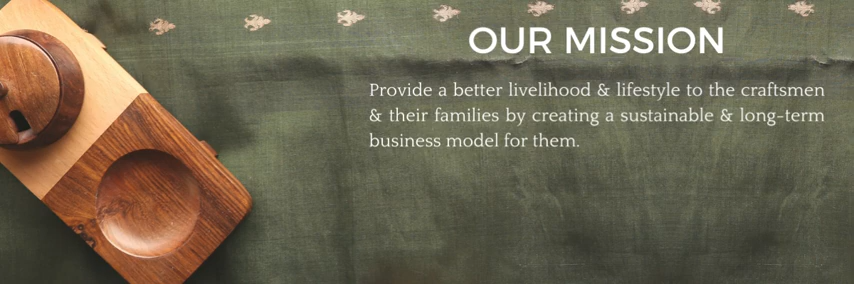 OUR MISSION
Provide a better livelihood & lifestyle to the craftsmen
& their families by creating a sustainable & long-term
business model for them.